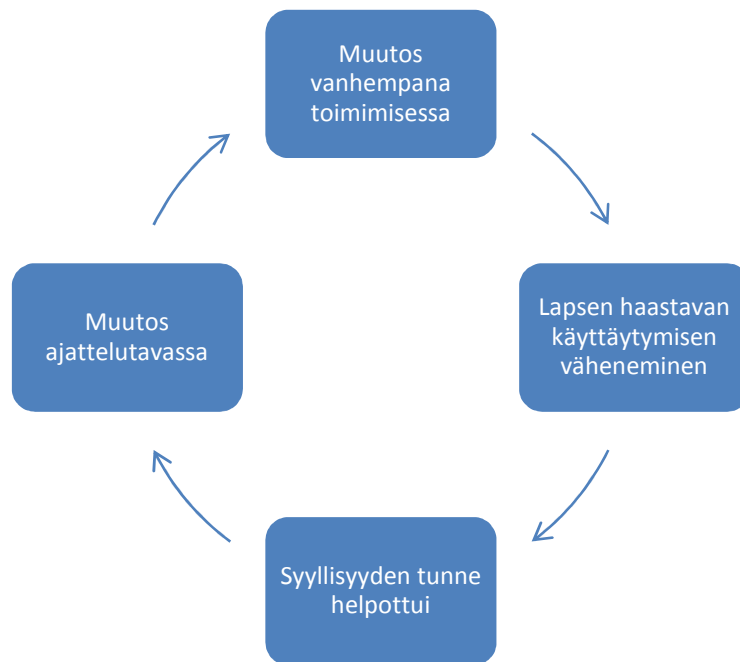 Muutos
vanhempana
toimimisessa
Lapsen haastavan
käyttäytymisen
väheneminen
Syyllisyyden tunne
helpottui
Muutos
ajattelutavassa